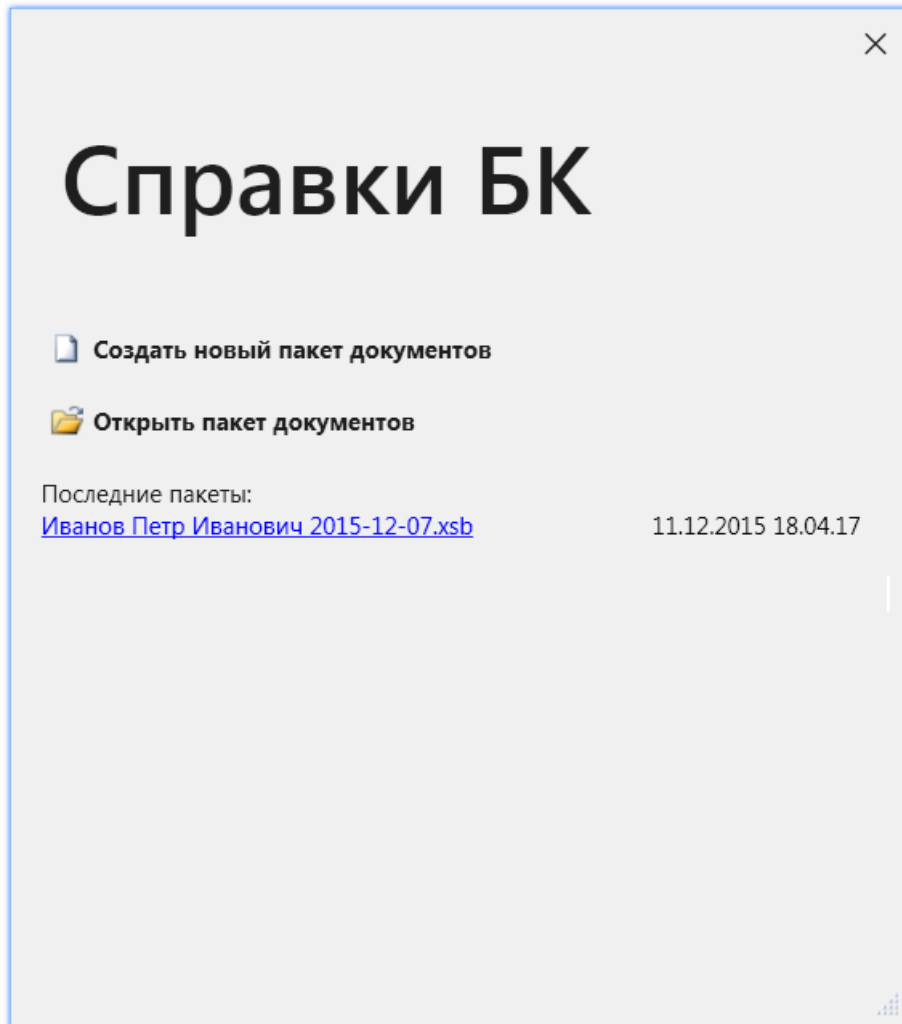 Справки БК
Создать новый пакет документов
Открыть пакет документов
Последние пакеты:
Иванов Петр Иванович 2015-12-07.xsb 11.12.2015 18.04.17